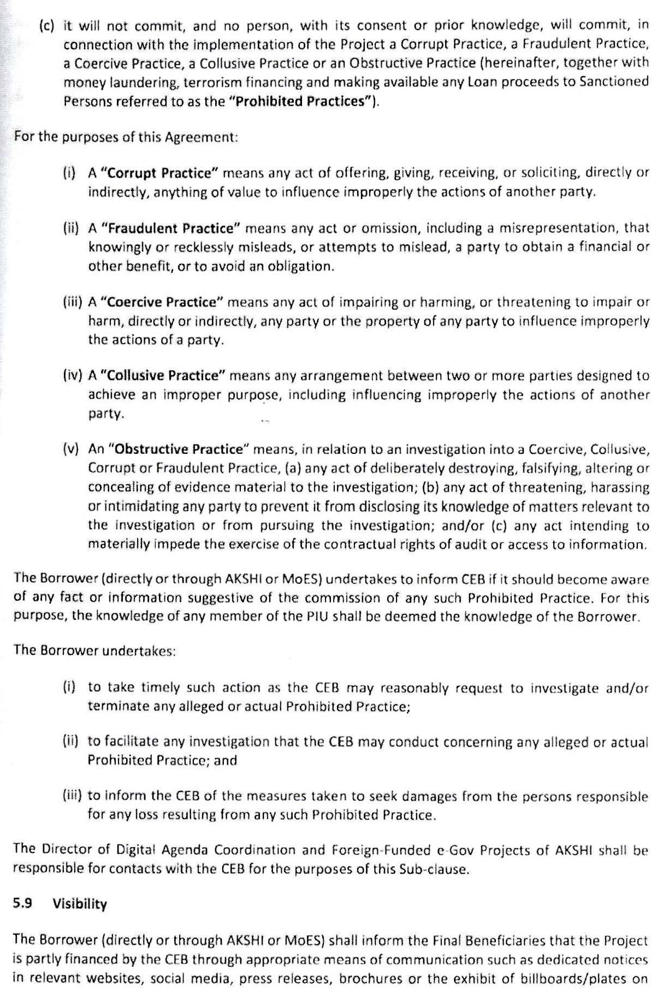 (c) it will not commit, and no person, with its consent or prior knowledge, will commit, in
connection with the implementation of the Project a Corrupt Practice, a Fraudulent Practice,
a Coercive Practice, a Collusive Practice or an Obstructive Practice (hereinafter, together with
money laundering, terrorism financing and making available any Loan proceeds to Sanctioned
Persons referred to as the “Prohibited Practices”).
For the purposes of this Agreement:
(i) A “Corrupt Practice” means any act of offering, giving, receiving, or soliciting, directly or
indirectly, anything of value to influence improperly the actions of another party.
(ii) A “Fraudulent Practice” means any act or omission, including a misrepresentation, that
knowingly or recklessly misleads, or attempts to mislead, a party to obtain a financial or
other benefit, or to avoid an obligation.
(iii) A “Coercive Practice” means any act of impairing or harming, or threatening to impair or
harm, directly or indirectly, any party or the property of any party to influence improperly
the actions of a party.
(iv) A “Collusive Practice” means any arrangement between two or more parties designed to
achieve an improper purpose, including influencing improperly the actions of another
party.
(v) An “Obstructive Practice” means, in relation to an investigation into a Coercive, Collusive,
Corrupt or Fraudulent Practice, (a) any act of deliberately destroying, falsifying, altering or
concealing of evidence material to the investigation; (b) any act of threatening, harassing
or intimidating any party to prevent it from disclosing its knowledge of matters relevant to
the investigation or from pursuing the investigation; and/or (c) any act intending to
materially impede the exercise of the contractual rights of audit or access to information.
The Borrower (directly or through AKSHI or MoES) undertakes to inform CEB if it should become aware
of any fact or information suggestive of the commission of any such Prohibited Practice. For this
purpose, the knowledge of any member of the PIU shall be deemed the knowledge of the Borrower.
The Borrower undertakes:
(i) to take timely such action as the CEB may reasonably request to investigate and/or
terminate any alleged or actual Prohibited Practice;
(ii) to facilitate any investigation that the CEB may conduct concerning any alleged or actual
Prohibited Practice; and
(iii) to inform the CEB of the measures taken to seek damages from the persons responsible
for any loss resulting from any such Prohibited Practice.
The Director of Digital Agenda Coordination and Foreign-Funded e-Gov Projects of AKSHI shall be
responsible for contacts with the CEB for the purposes of this Sub-clause.
5.9 Visibility
The Borrower (directly or through AKSHI or MoES) shall inform the Final Beneficiaries that the Project
is partly financed by the CEB through appropriate means of communication such as dedicated notices
in relevant websites, social media, press releases, brochures or the exhibit of billboards/plates on